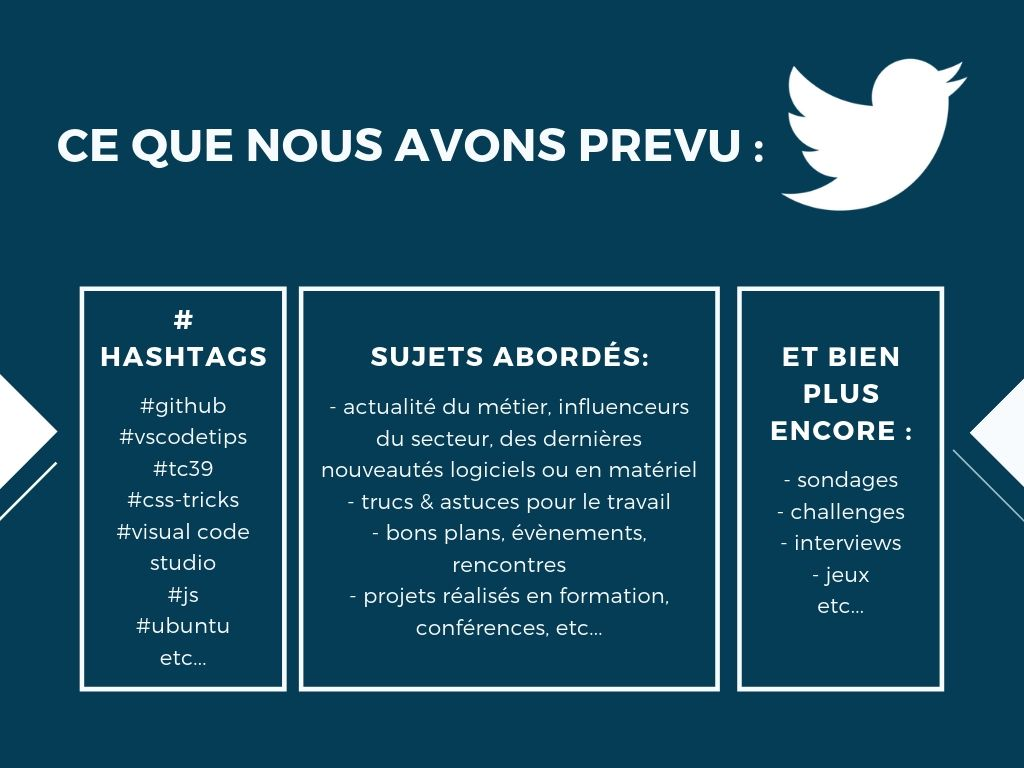 CE QUE NOUS AVONS PREVU :
#
HASHTAGS
#github
#vscodetips
#tc39
#css-tricks
#visual code
studio
#js
#ubuntu
etc...
SUJETS ABORDÉS:
- actualité du métier, influenceurs
du secteur, des dernières
nouveautés logiciels ou en matériel
- trucs & astuces pour le travail
- bons plans, évènements,
rencontres
- projets réalisés en formation,
conférences, etc...
ET BIEN
PLUS
ENCORE :
- sondages
- challenges
- interviews
- jeux
etc...